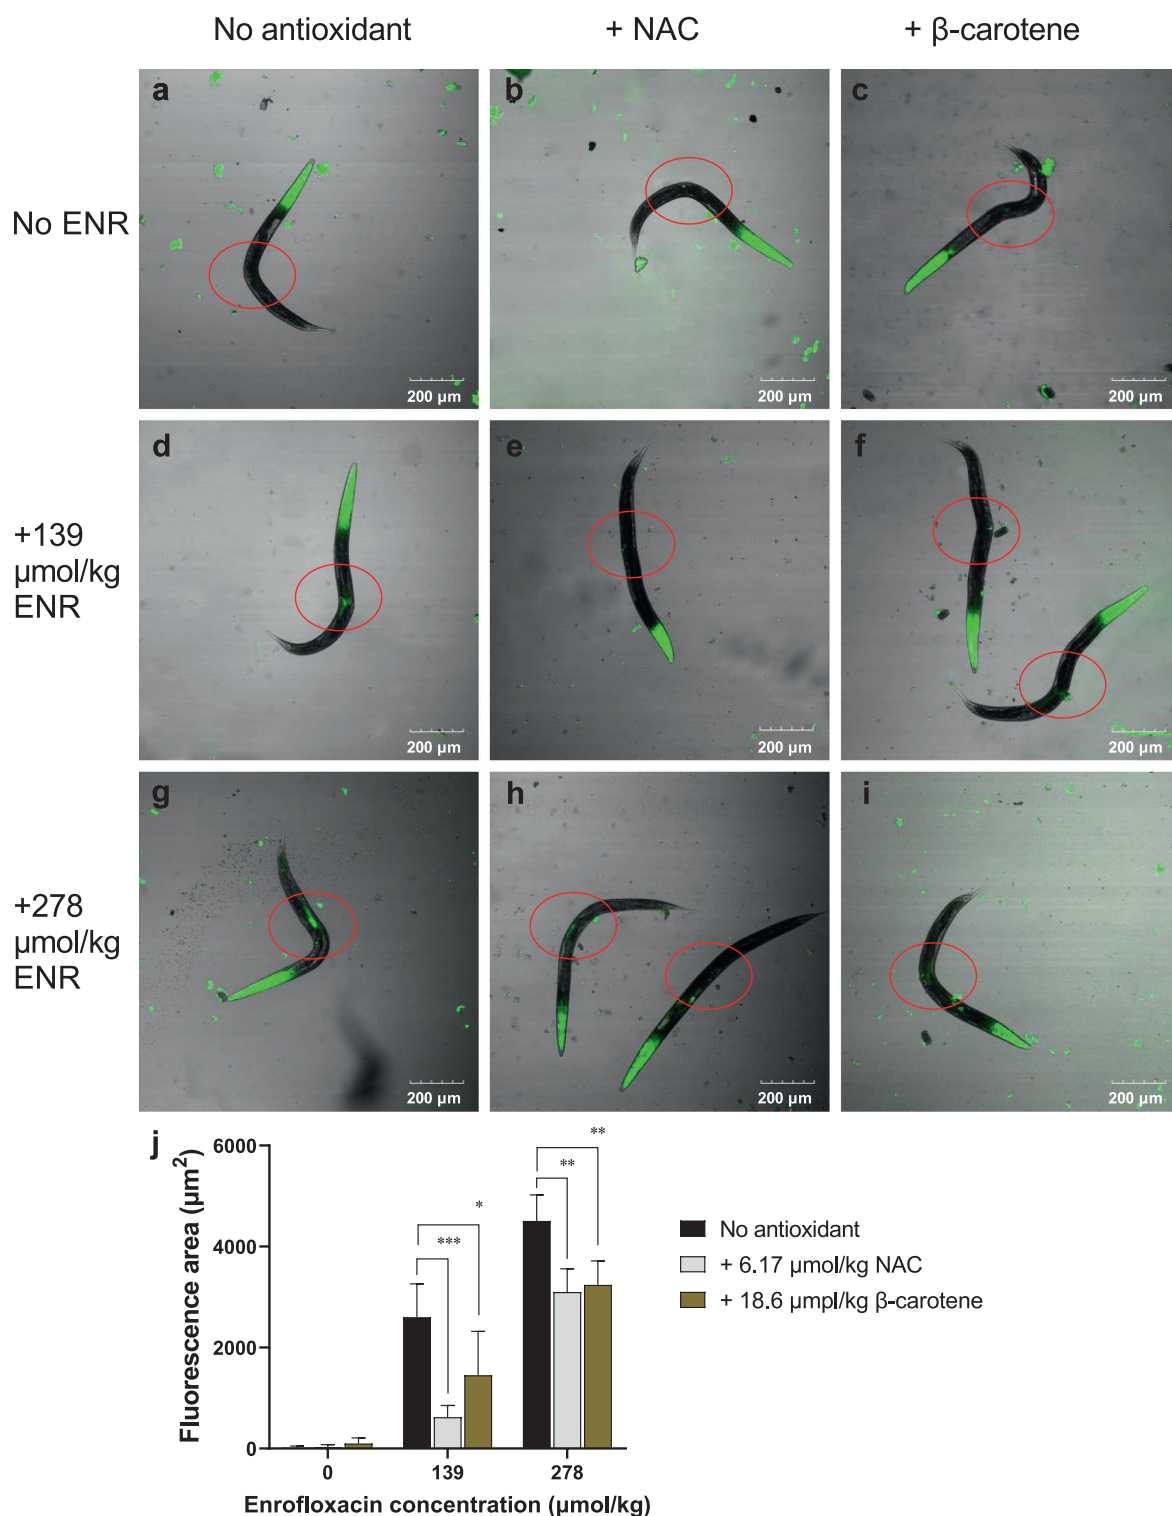 No antioxidant
+ NAC
+ β-carotene
No ENR
a
b
c
200 µm
200 µm
200 µm
+139
µmol/kg
ENR
d
e
f
200 µm
200 µm
200 µm
+278
µmol/kg
ENR
g
h
i
200 µm
200 µm
200 µm
j
Fluorescence area (µm²)
6000
4000
2000
0
***
*
**
**
0
139
278
Enrofloxacin concentration (µmol/kg)
No antioxidant
+ 6.17 µmol/kg NAC
+ 18.6 µmpl/kg β-carotene